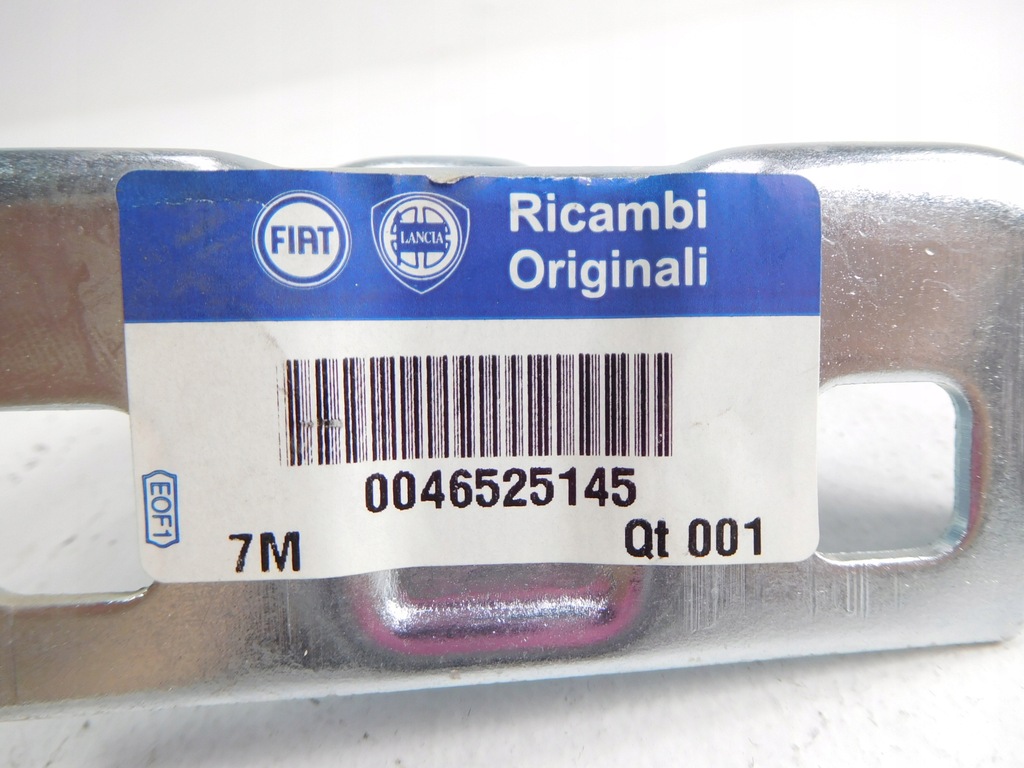 FIAT
LANCIA
Ricambi
Originali
0046525145
EOF1
7M
Qt 001